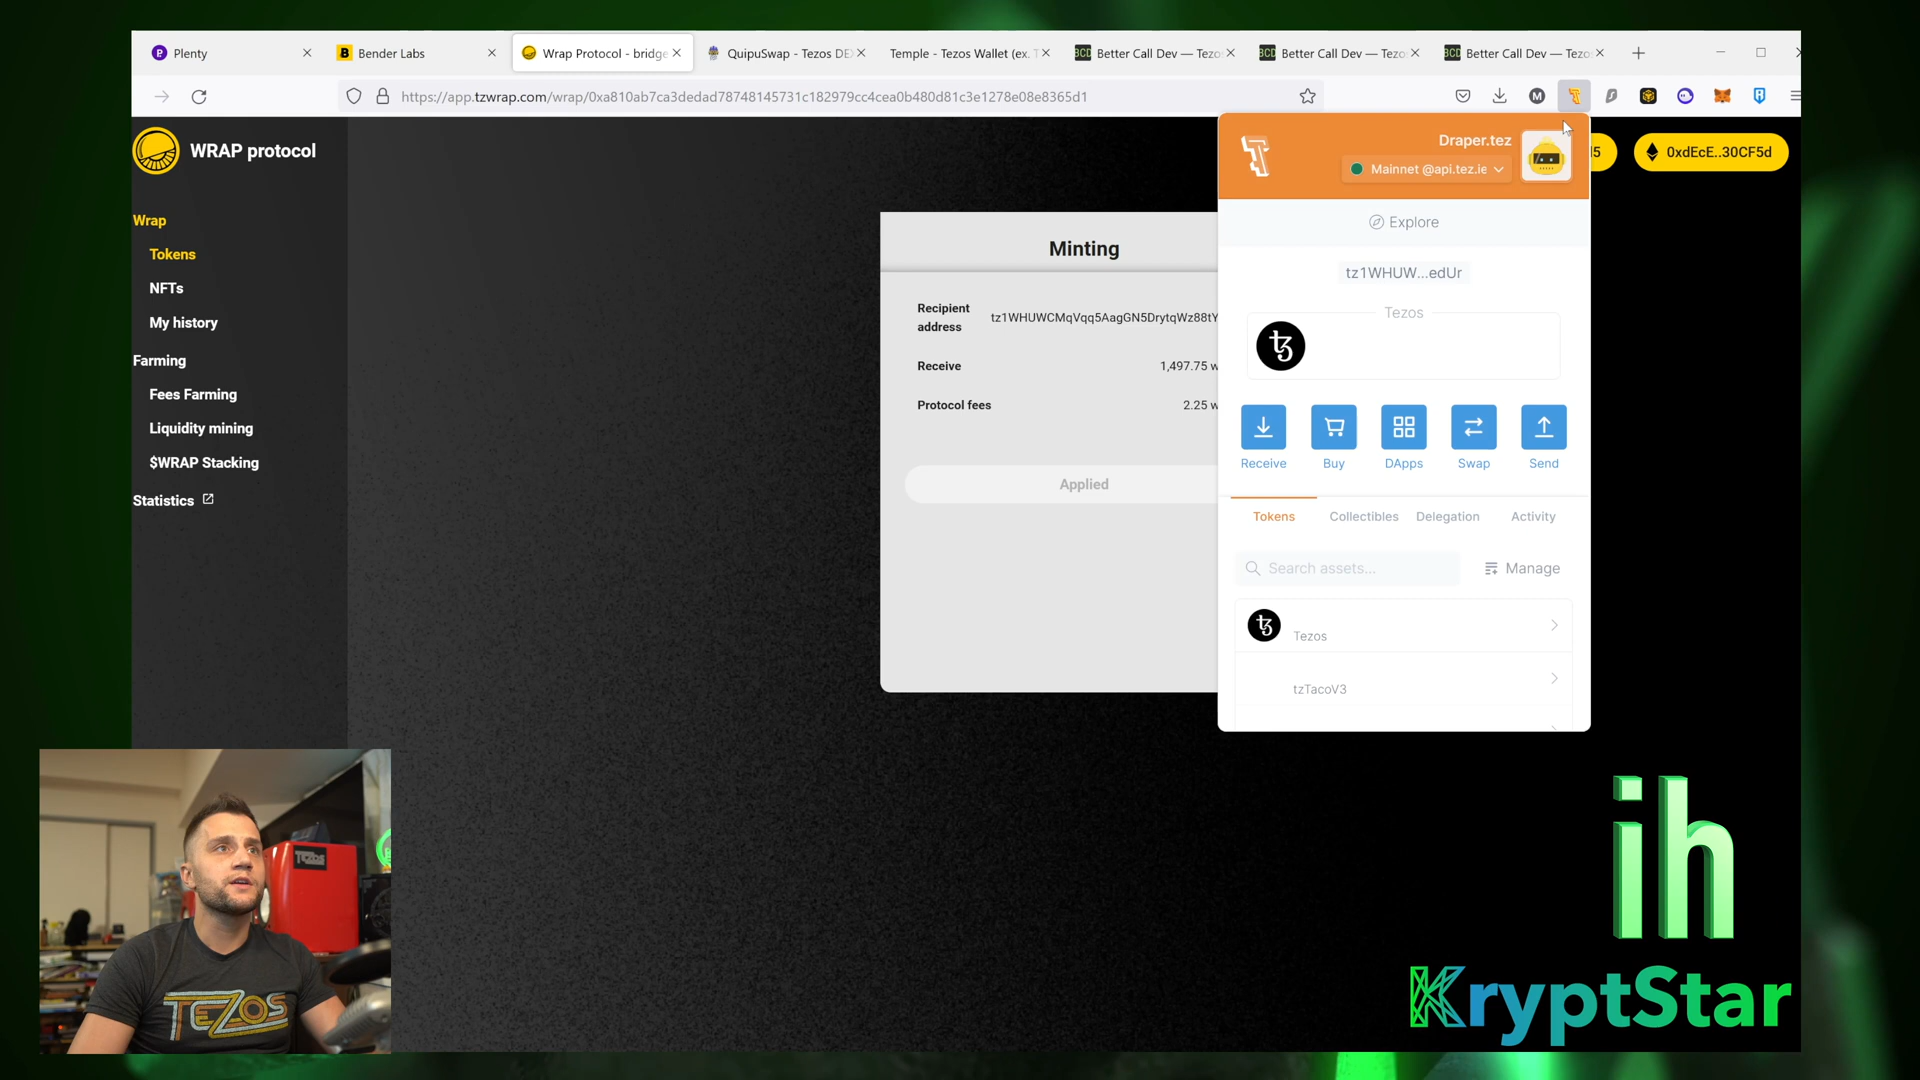 Plenty
Bender Labs
Wrap Protocol - bridge
QuipuSwap - Tezos DE
Temple - Tezos Wallet (ex. T
Better Call Dev — Tezo
Better Call Dev — Tezo
Better Call Dev — Tezo
https://app.tzwrap.com/wrap/0xa810ab7ca3dedad78748145731c182979cc4cea0b480d81c3e1278e08e8365d1
WRAP protocol
Wrap
Tokens
NFTs
My history
Farming
Fees Farming
Liquidity mining
$WRAP Stacking
Statistics
Minting
Recipient address
tz1WHUWCMqVqq5AagGN5DrytqWz88tY
Receive
1,497.75 w
Protocol fees
2.25 w
Applied
Draper.tez
Mainnet @api.tez.ie
Explore
tz1WHUW...edUr
Tezos
Receive
Buy
DApps
Swap
Send
Tokens
Collectibles
Delegation
Activity
Search assets...
Manage
Tezos
tzTacoV3
0xdEcE..30CF5d
TEZOS
TEZOS
ih
KryptStar